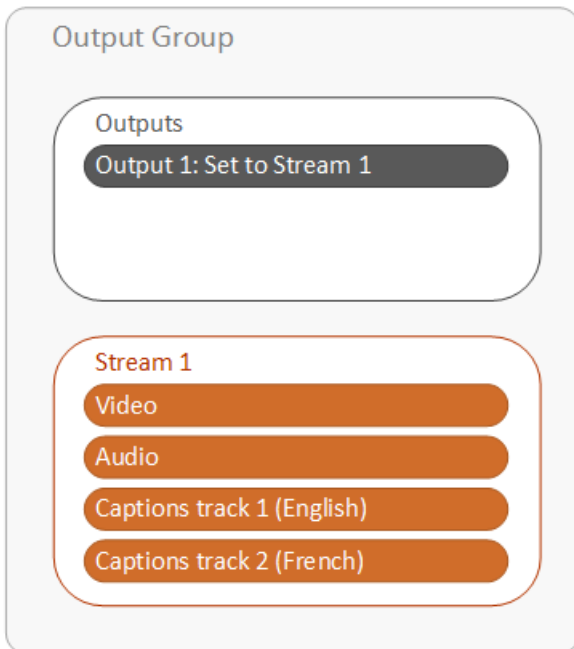 Output Group
Outputs
Output 1: Set to Stream 1
Stream 1
Video
Audio
Captions track 1 (English)
Captions track 2 (French)